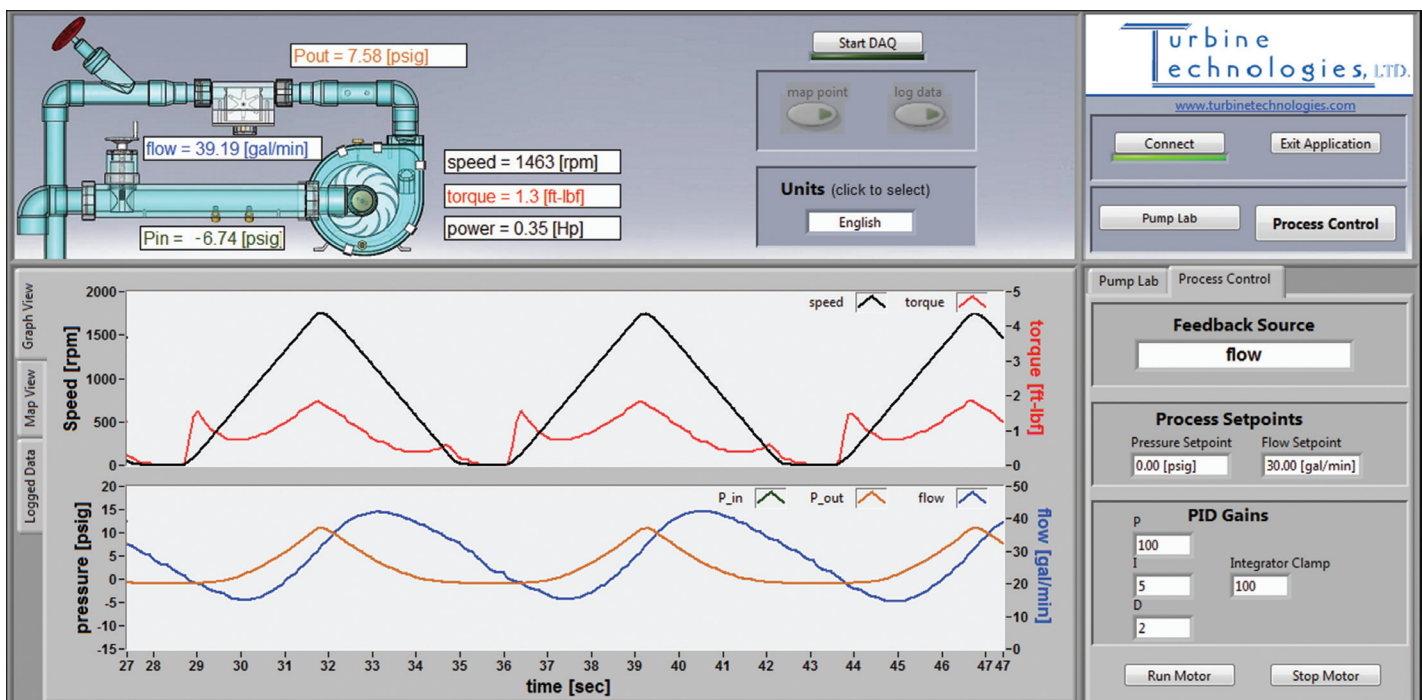 Pout = 7.58 [psig]
flow = 39.19 [gal/min]
Pin = -6.74 [psig]
speed = 1463 [rpm]
torque = 1.3 [ft-lbf]
power = 0.35 [Hp]
Start DAQ
map point log data
Units (click to select)
English
Turbine
Technologies, LTD.
www.turbinetechnologies.com
Connect Exit Application
Pump Lab Process Control
Graph View
Map View
Logged Data
speed torque
Speed [rpm]
2000
1500
1000
500
0
5
4
3
2
1
0
torque [ft-lbf]
P_in P_out flow
pressure [psig]
20
15
10
5
0
-5
-10
-15
50
40
30
20
10
0
flow [gal/min]
27 28 29 30 31 32 33 34 35 36 37 38 39 40 41 42 43 44 45 46 47 47
time [sec]
Pump Lab Process Control
Feedback Source
flow
Process Setpoints
Pressure Setpoint Flow Setpoint
0.00 [psig] 30.00 [gal/min]
PID Gains
P
100
I Integrator Clamp
5 100
D
2
Run Motor Stop Motor